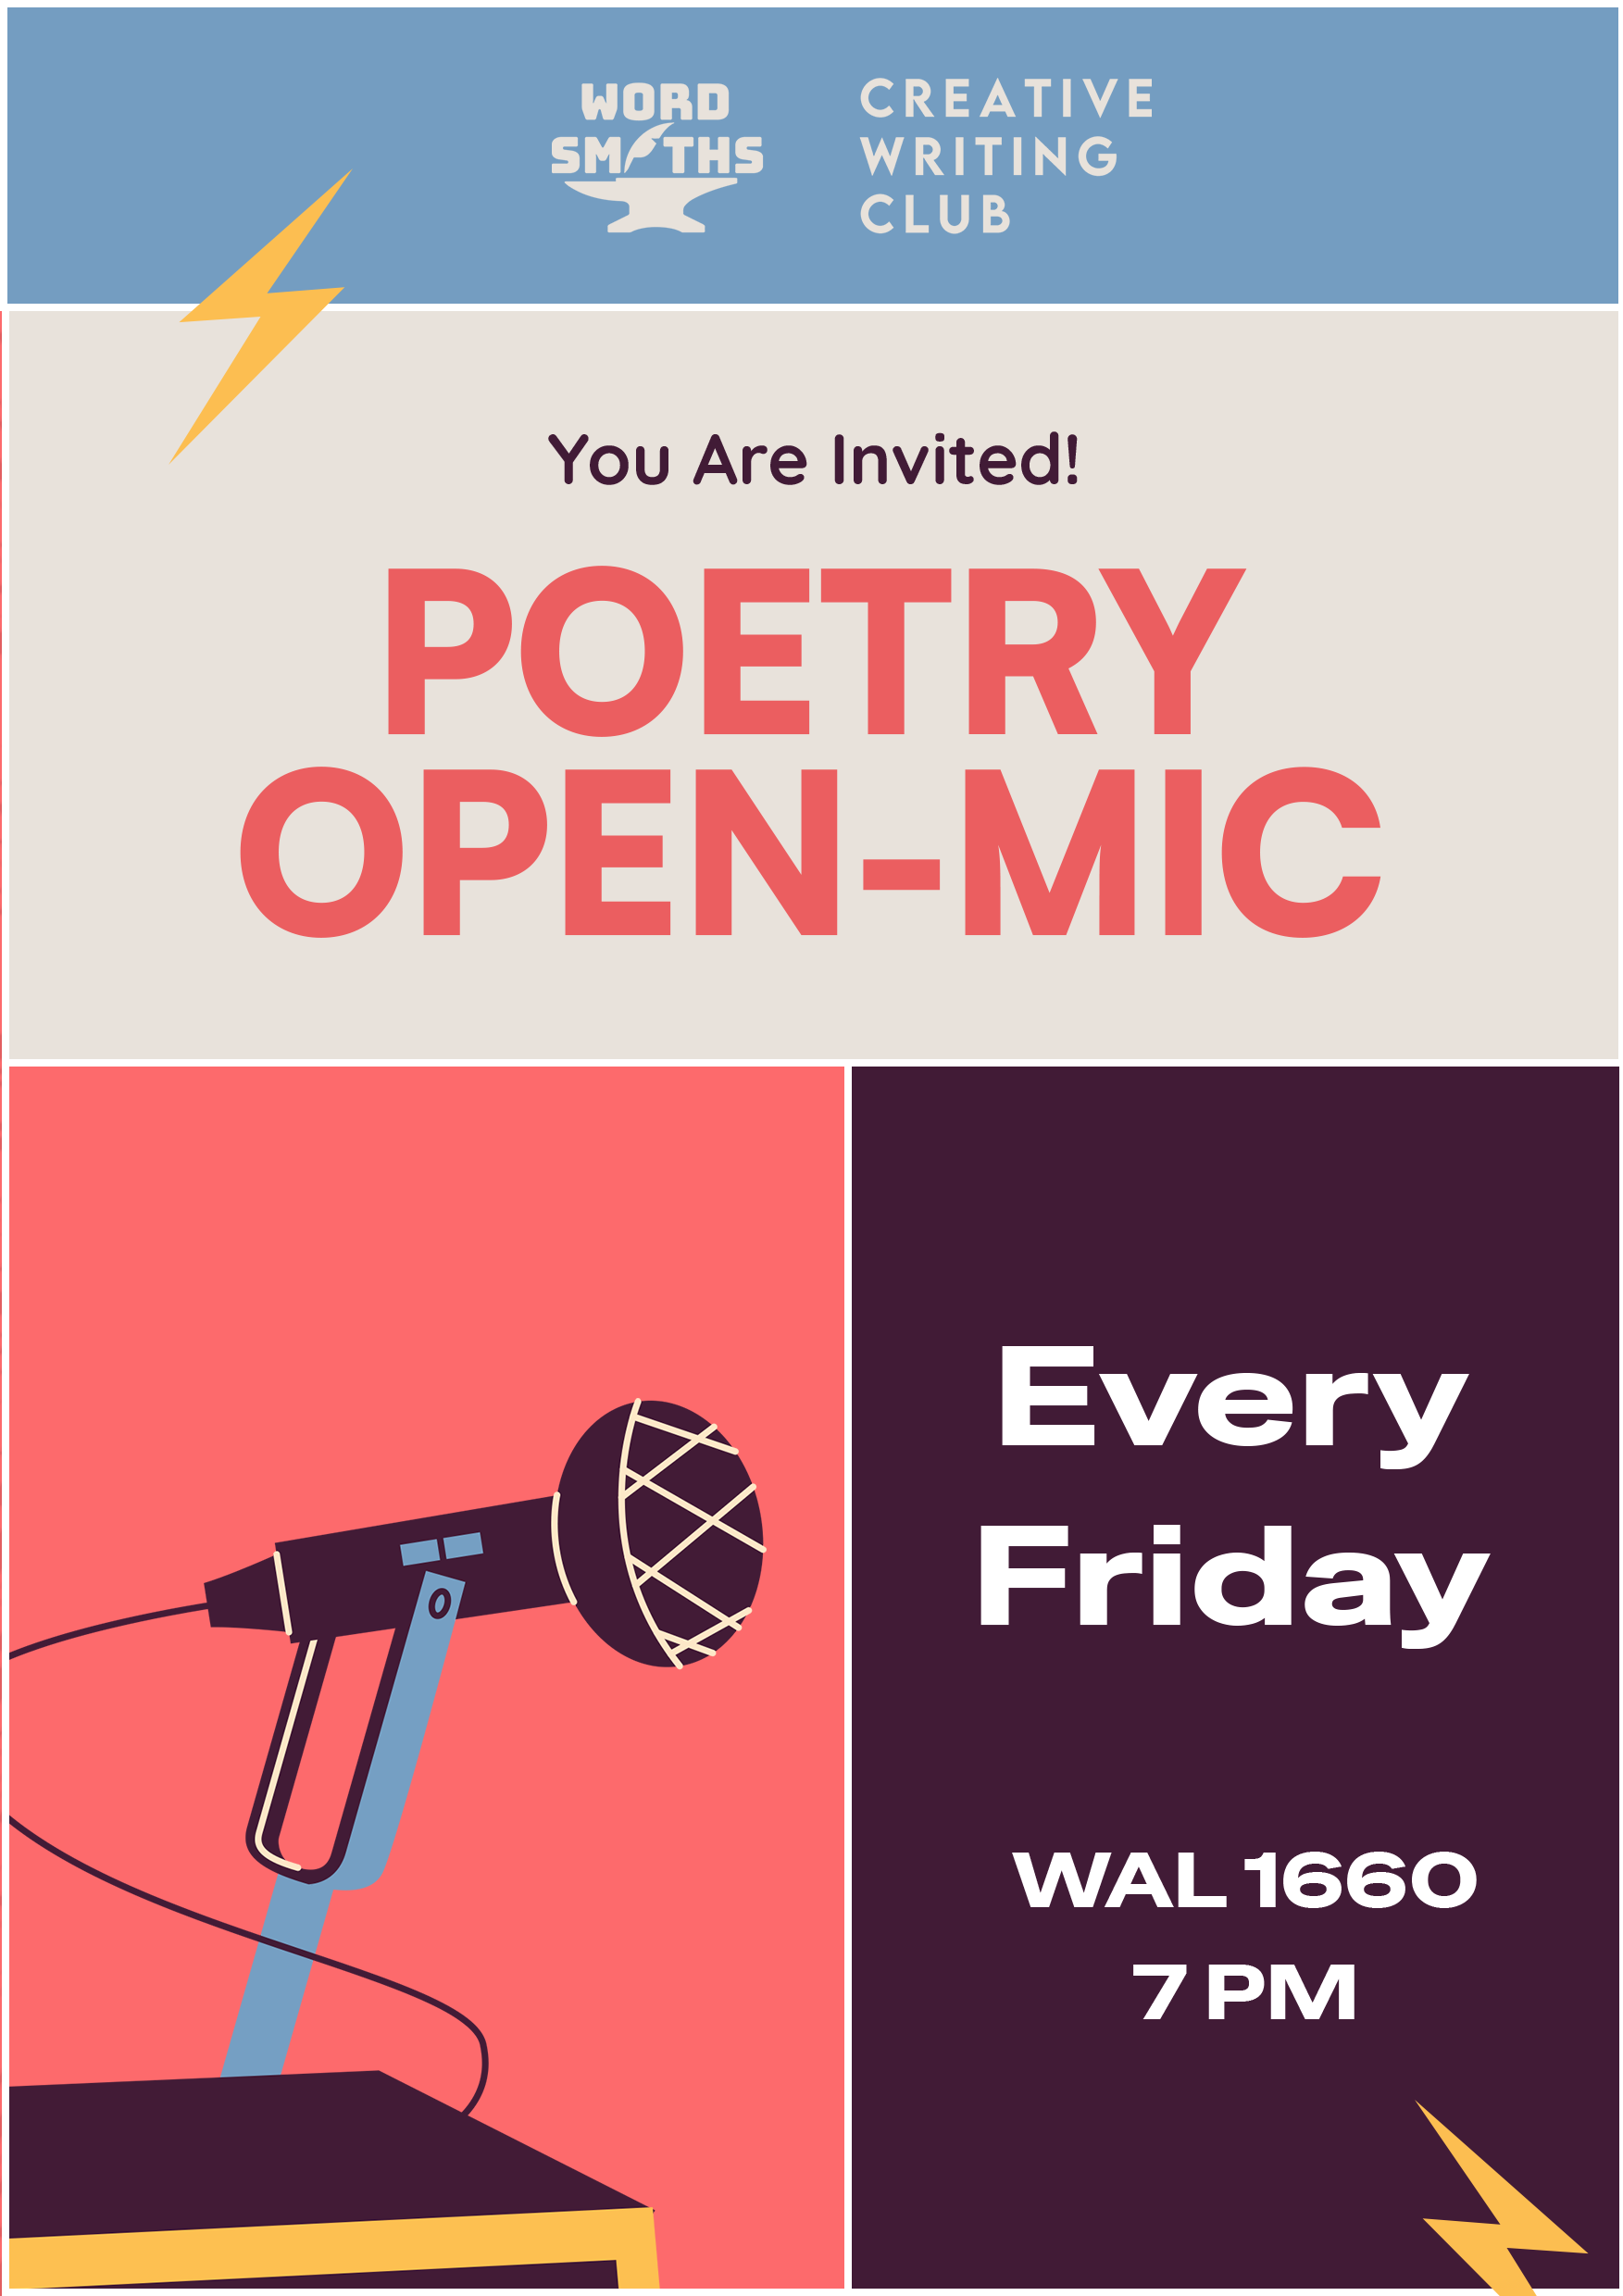 WORD
SMITHS
CREATIVE
WRITING
CLUB
You Are Invited!
POETRY
OPEN-MIC
Every
Friday
WAL 1660
7 PM